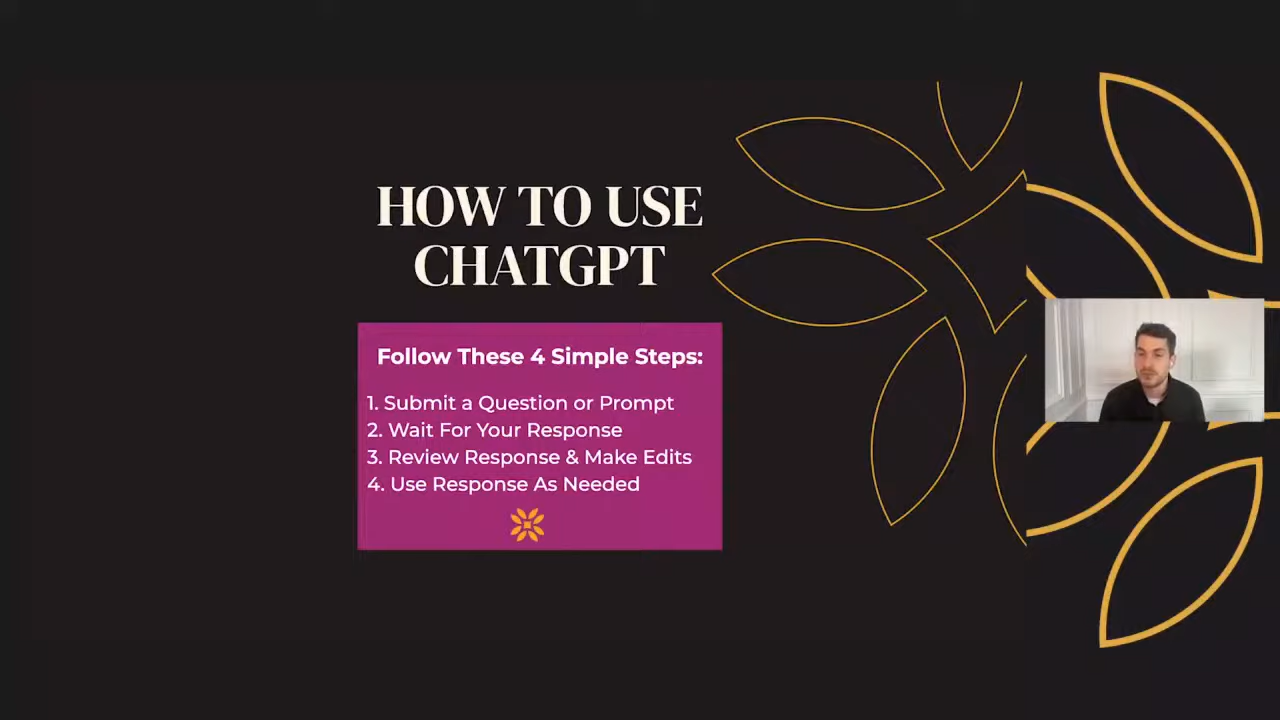 HOW TO USE
CHATGPT
Follow These 4 Simple Steps:
1. Submit a Question or Prompt
2. Wait For Your Response
3. Review Response & Make Edits
4. Use Response As Needed